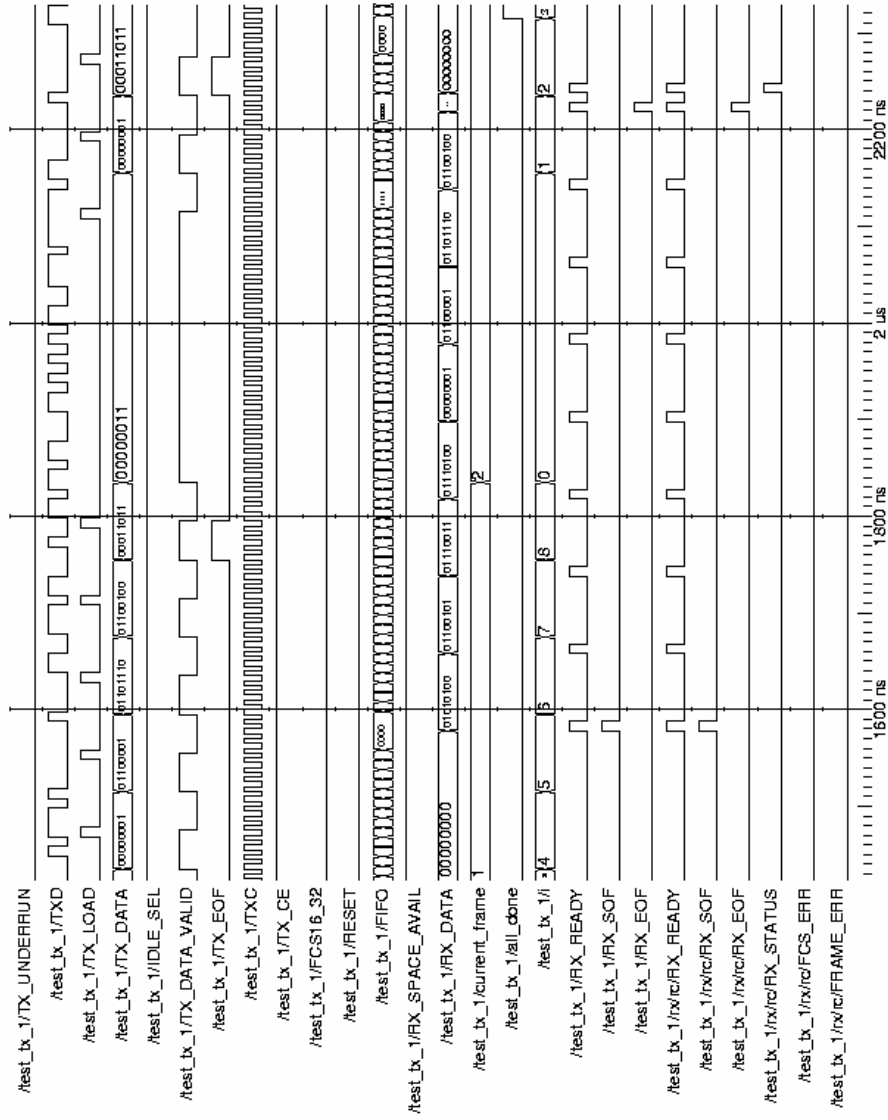 /test_tx_1/TX_UNDERRUN
/test_tx_1/TXD
/test_tx_1/TX_LOAD
/test_tx_1/TX_DATA 00000001 01100001 01101110 01100100 00011011 00000011 00000001 00011011
/test_tx_1/IDLE_SEL
/test_tx_1/TX_DATA_VALID
/test_tx_1/TX_EOF
/test_tx_1/TXC
/test_tx_1/TX_CE
/test_tx_1/FCS16_32
/test_tx_1/RESET
/test_tx_1/FIFO 0000 1111 0000 0000
/test_tx_1/RX_SPACE_AVAIL
/test_tx_1/RX_DATA 00000000 01010100 01100101 01110011 01110100 00000001 01100001 01101110 01100100 ·· 00000000
/test_tx_1/current_frame 1 2
/test_tx_1/all_done
/test_tx_1/i 4 5 6 7 8 0 1 2 3
/test_tx_1/RX_READY
/test_tx_1/RX_SOF
/test_tx_1/RX_EOF
/test_tx_1/rx/rc/RX_READY
/test_tx_1/rx/rc/RX_SOF
/test_tx_1/rx/rc/RX_EOF
/test_tx_1/rx/rc/RX_STATUS
/test_tx_1/rx/rc/FCS_ERR
/test_tx_1/rx/rc/FRAME_ERR
1600 ns 1800 ns 2 us 2200 ns